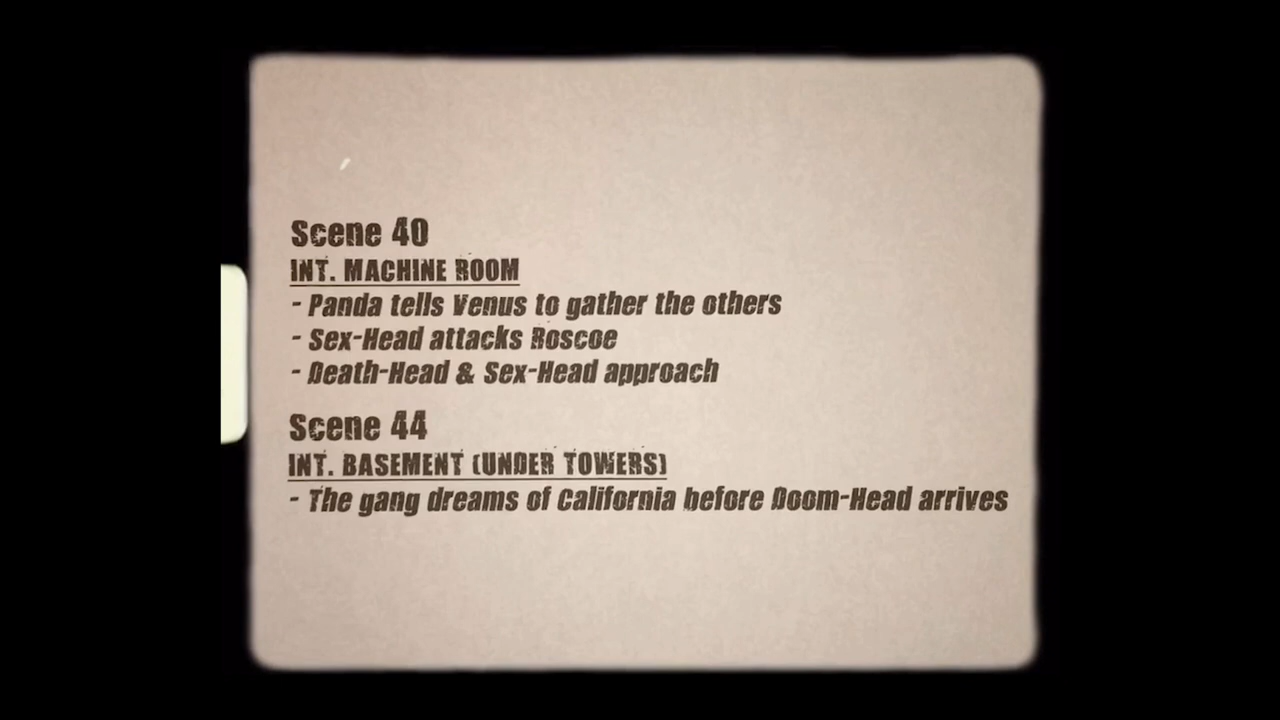 Scene 40
INT. MACHINE ROOM
- Panda tells Venus to gather the others
- Sex-Head attacks Roscoe
- Death-Head & Sex-Head approach
Scene 44
INT. BASEMENT (UNDER TOWERS)
- The gang dreams of California before Doom-Head arrives